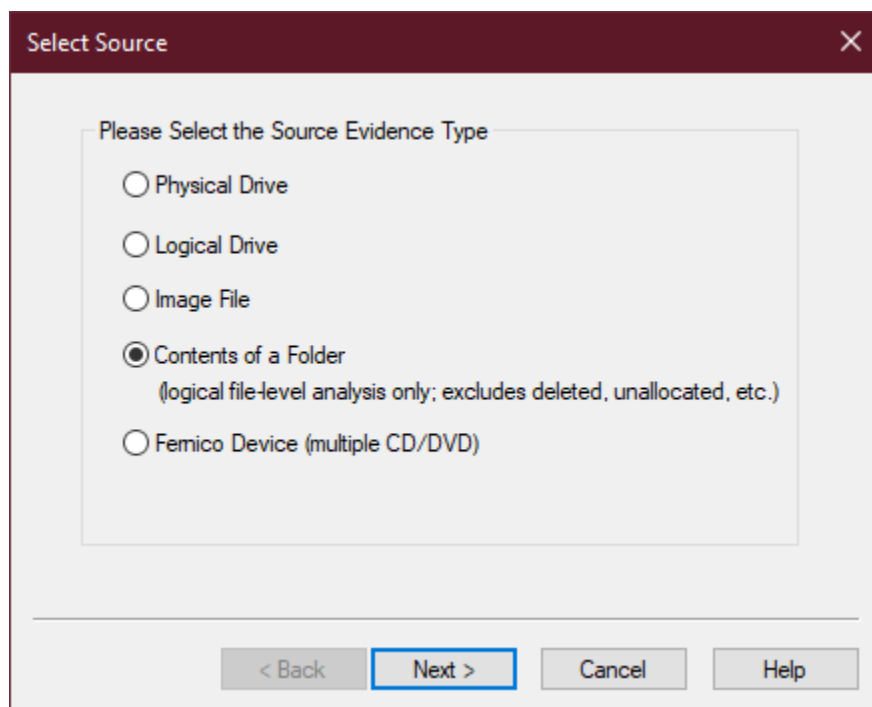 Select Source
Please Select the Source Evidence Type
Physical Drive
Logical Drive
Image File
Contents of a Folder
(logical file-level analysis only; excludes deleted, unallocated, etc.)
Fernico Device (multiple CD/DVD)
< Back Next > Cancel Help